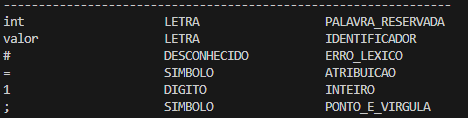 ------------------------------------------------------------
int LETRA PALAVRA_RESERVADA
valor LETRA IDENTIFICADOR
# DESCONHECIDO ERRO_LEXICO
= SIMBOLO ATRIBUICAO
1 DIGITO INTEIRO
; SIMBOLO PONTO_E_VIRGULA